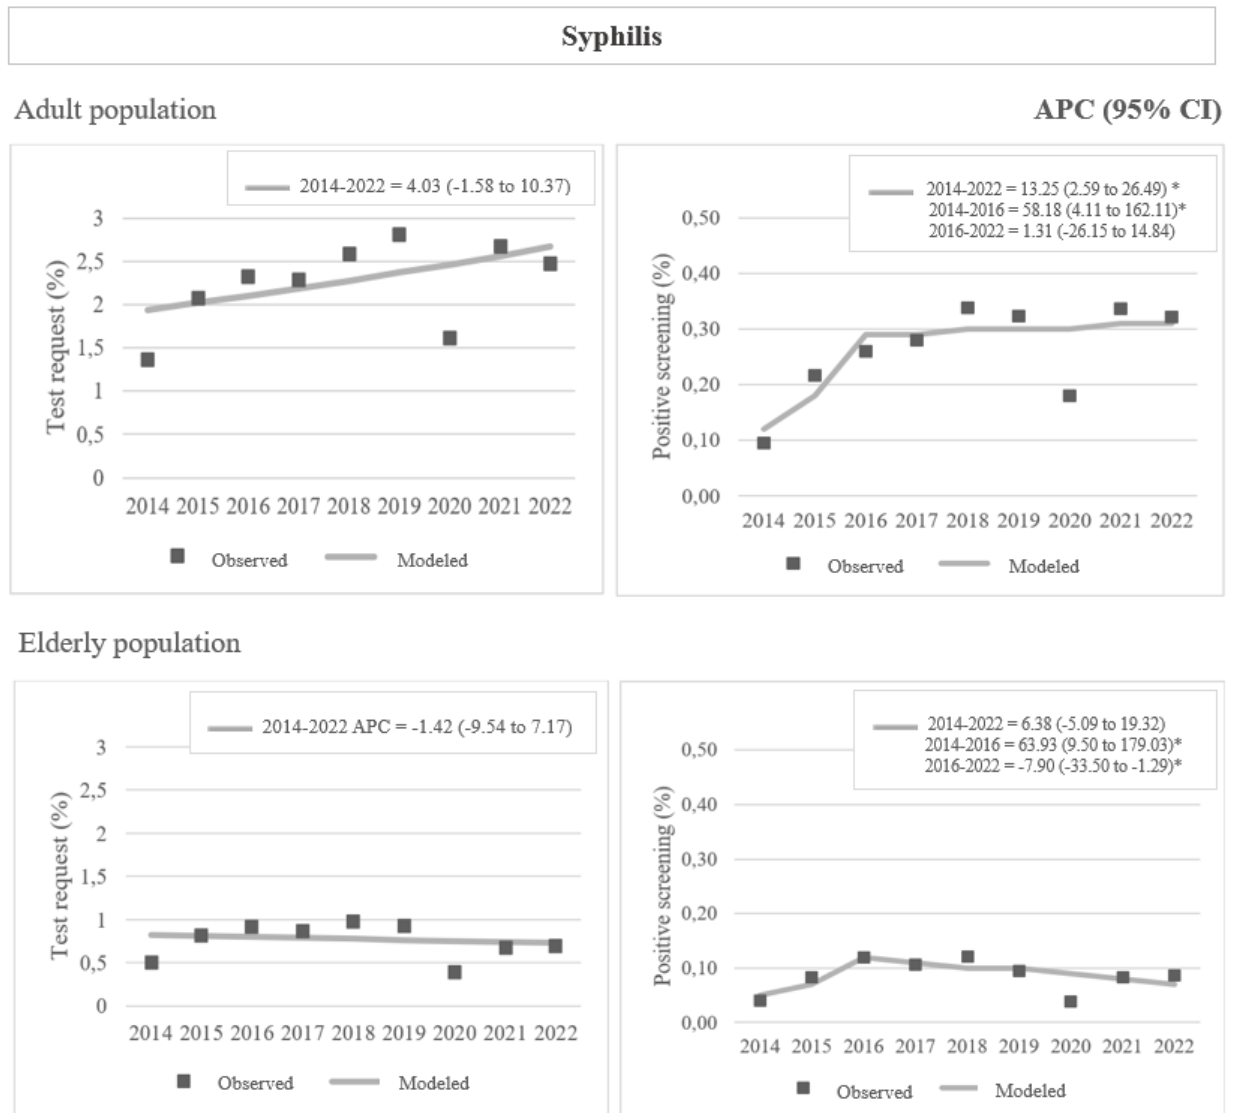 Syphilis
Adult population
APC (95% CI)
2014-2022 = 4.03 (-1.58 to 10.37)
Test request (%)
3
2,5
2
1,5
1
0,5
0
2014 2015 2016 2017 2018 2019 2020 2021 2022
Observed Modeled
2014-2022 = 13.25 (2.59 to 26.49) *
2014-2016 = 58.18 (4.11 to 162.11)*
2016-2022 = 1.31 (-26.15 to 14.84)
Positive screening (%)
0,50
0,40
0,30
0,20
0,10
0,00
2014 2015 2016 2017 2018 2019 2020 2021 2022
Observed Modeled
Elderly population
2014-2022 APC = -1.42 (-9.54 to 7.17)
Test request (%)
3
2,5
2
1,5
1
0,5
0
2014 2015 2016 2017 2018 2019 2020 2021 2022
Observed Modeled
2014-2022 = 6.38 (-5.09 to 19.32)
2014-2016 = 63.93 (9.50 to 179.03)*
2016-2022 = -7.90 (-33.50 to -1.29)*
Positive screening (%)
0,50
0,40
0,30
0,20
0,10
0,00
2014 2015 2016 2017 2018 2019 2020 2021 2022
Observed Modeled